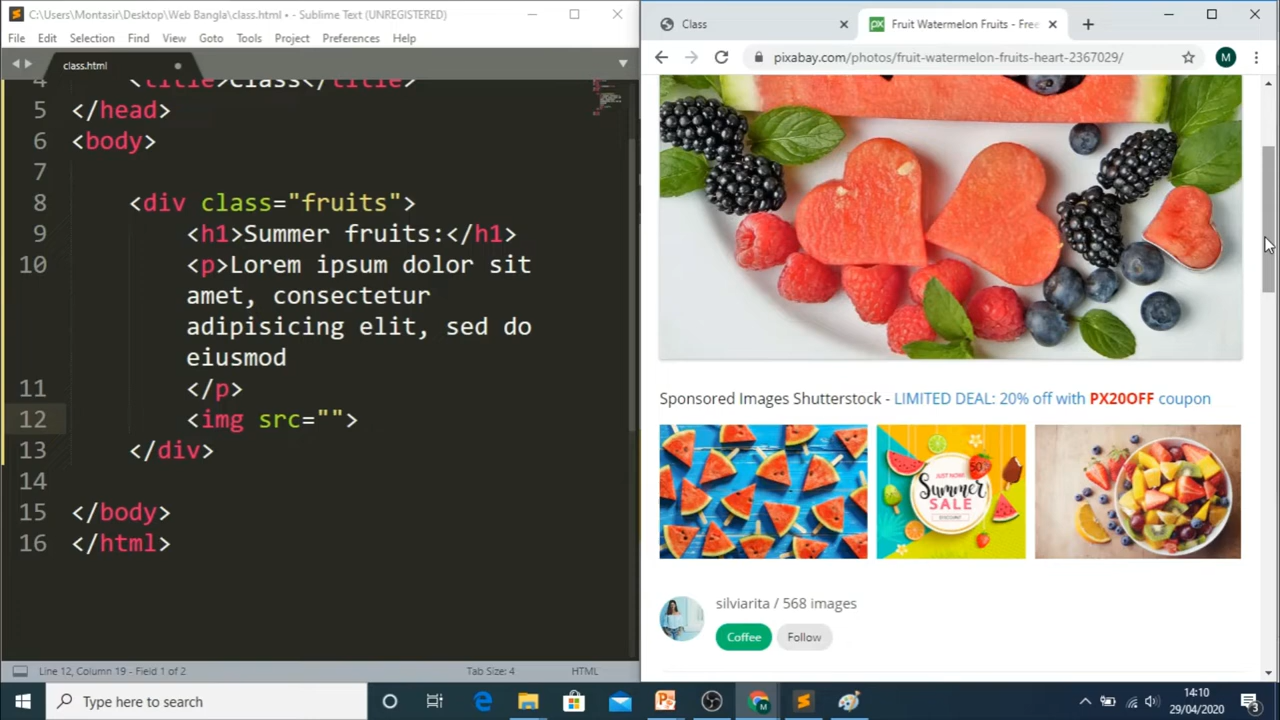 C:\Users\Montasir\Desktop\Web Bangla\class.html • - Sublime Text (UNREGISTERED)
File Edit Selection Find View Goto Tools Project Preferences Help
class.html
4 <title>Class</title>
5 </head>
6 <body>
7
8 <div class="fruits">
9 <h1>Summer fruits:</h1>
10 <p>Lorem ipsum dolor sit
amet, consectetur
adipisicing elit, sed do
eiusmod
11 </p>
12 <img src="">
13 </div>
14
15 </body>
16 </html>
Line 12, Column 19 - Field 1 of 2 Tab Size: 4 HTML
Class Fruit Watermelon Fruits - Free
pixabay.com/photos/fruit-watermelon-fruits-heart-2367029/ M
Sponsored Images Shutterstock - LIMITED DEAL: 20% off with PX20OFF coupon
JUST NOW!
Summer
SALE
DISCOUNT
50%
silviarita / 568 images
Coffee Follow
Type here to search
14:10
29/04/2020
3